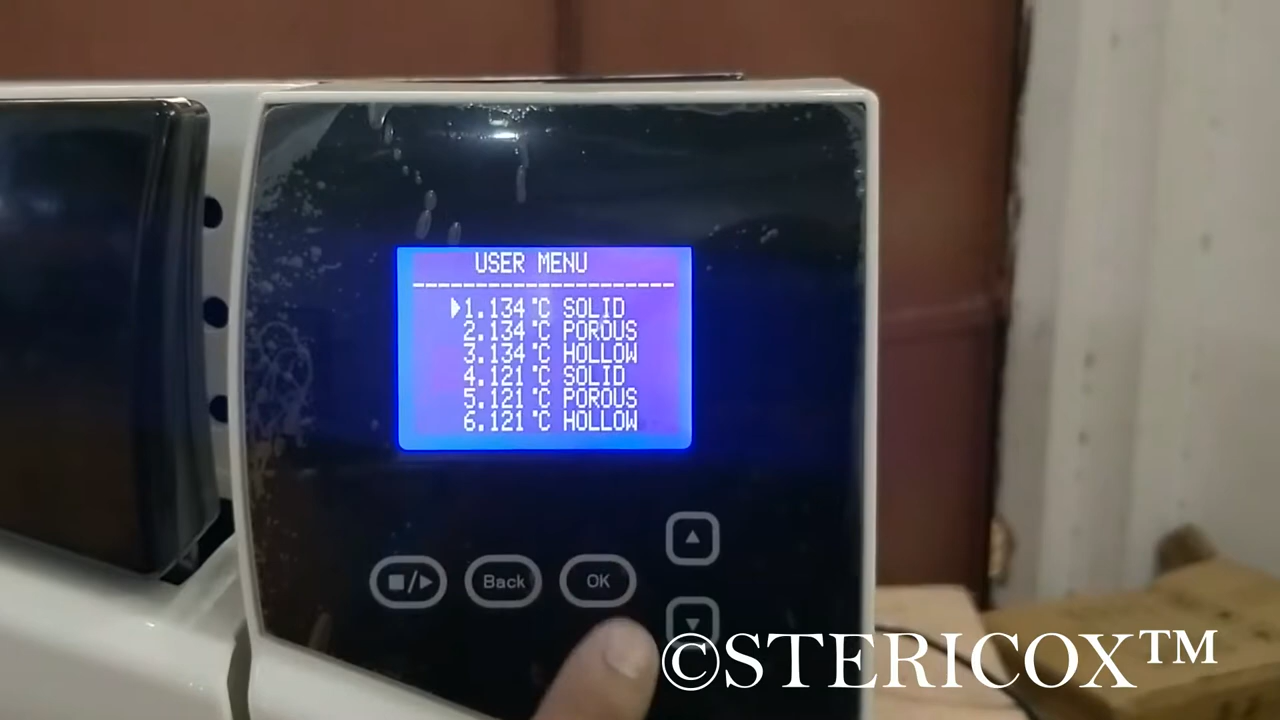 USER MENU
--------------------
▶1.134°C SOLID
2.134°C POROUS
3.134°C HOLLOW
4.121°C SOLID
5.121°C POROUS
6.121°C HOLLOW
■/▶ Back OK ▲
▼
©STERICOX™